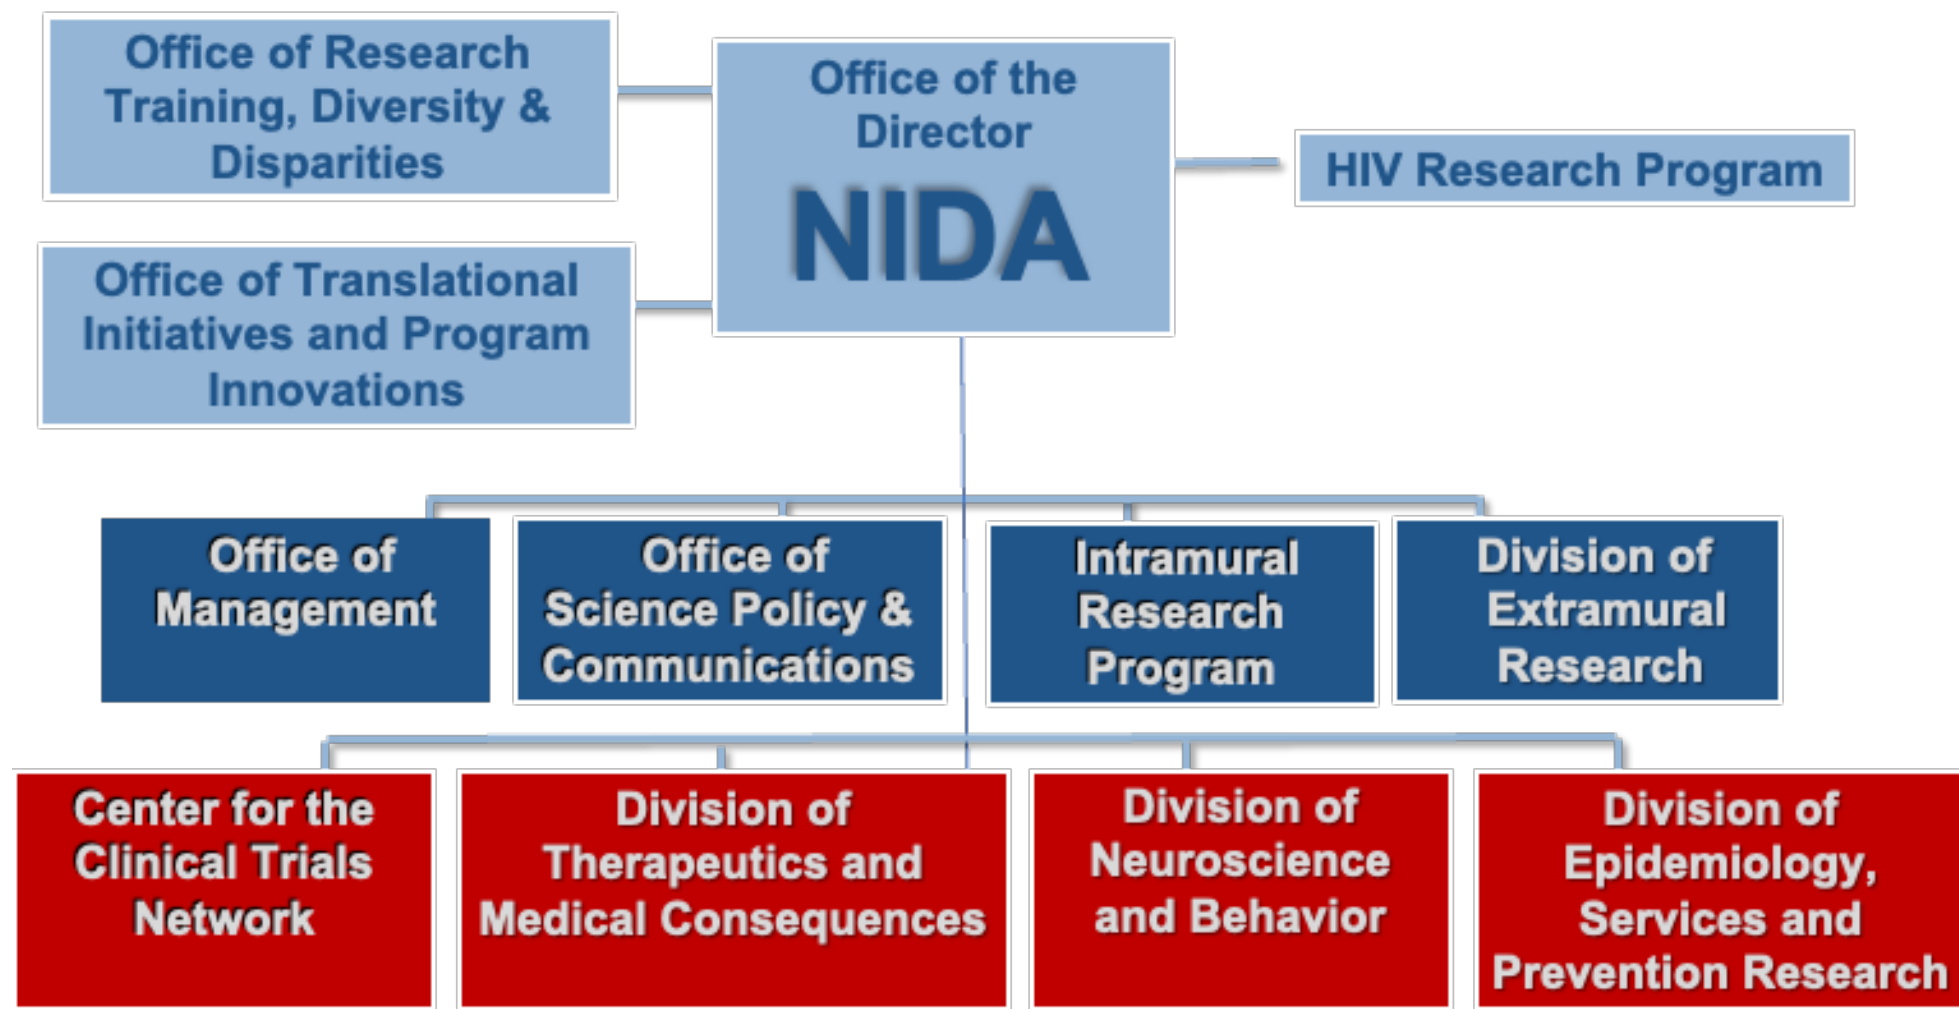 Office of Research
Training, Diversity &
Disparities
Office of the
Director
NIDA
HIV Research Program
Office of Translational
Initiatives and Program
Innovations
Office of
Management
Office of
Science Policy &
Communications
Intramural
Research
Program
Division of
Extramural
Research
Center for the
Clinical Trials
Network
Division of
Therapeutics and
Medical Consequences
Division of
Neuroscience
and Behavior
Division of
Epidemiology,
Services and
Prevention Research